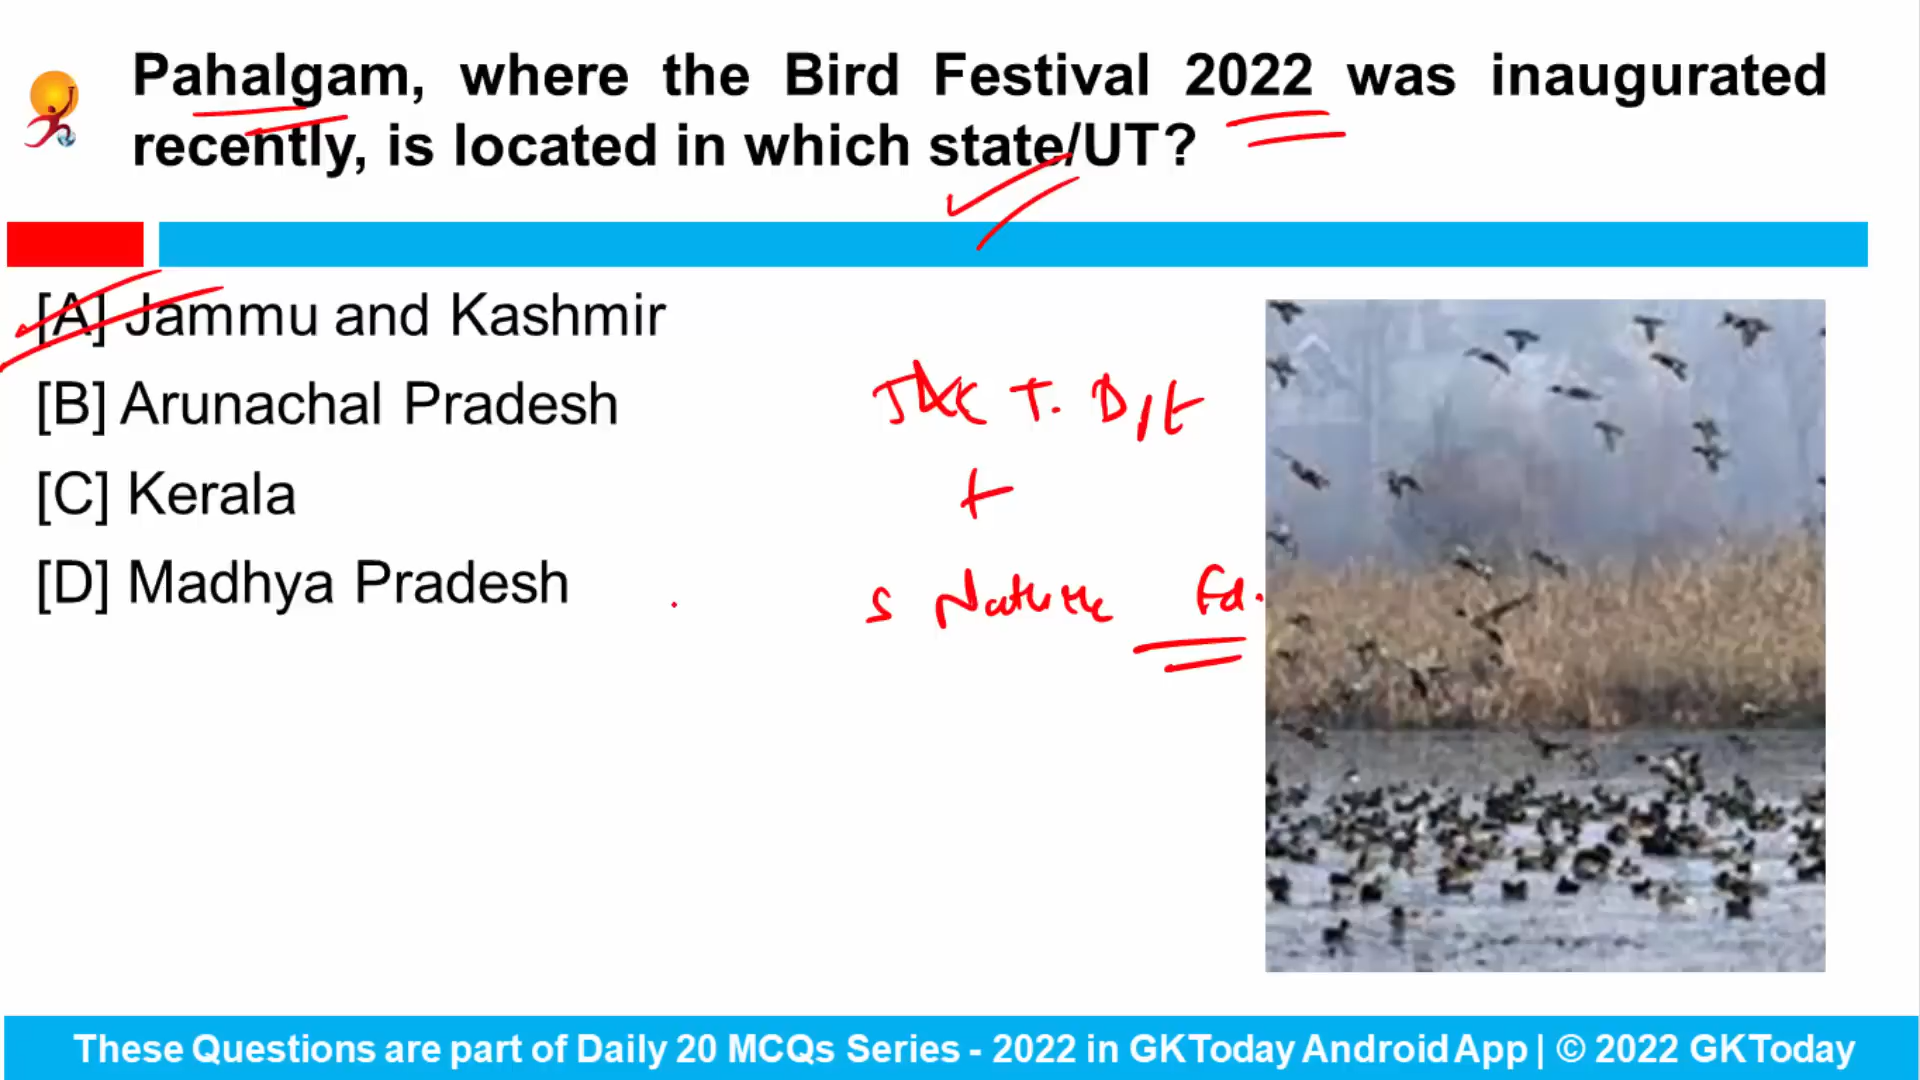 Pahalgam, where the Bird Festival 2022 was inaugurated
recently, is located in which state/UT?
[A] Jammu and Kashmir
[B] Arunachal Pradesh
[C] Kerala
[D] Madhya Pradesh
J&K T. D/t
+
s Nature Fd.
These Questions are part of Daily 20 MCQs Series - 2022 in GKToday Android App | © 2022 GKToday